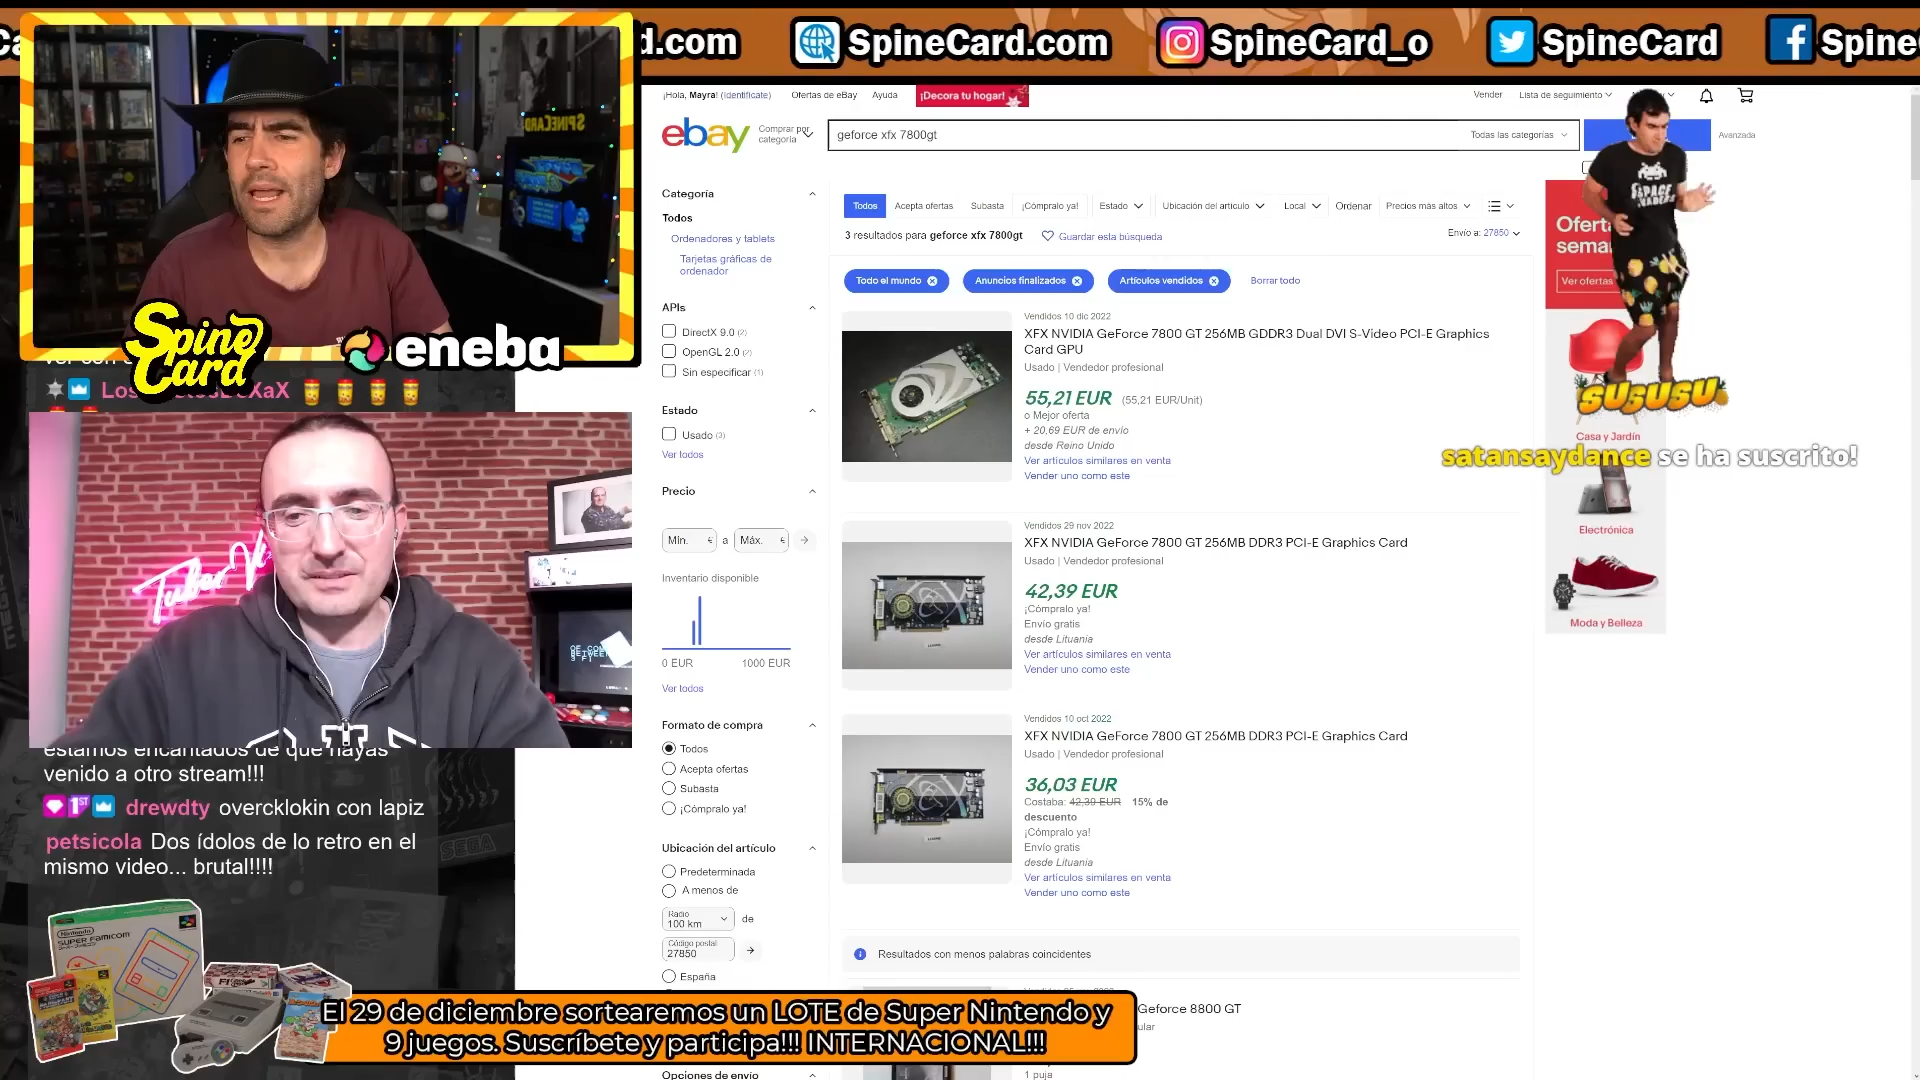 d.com
SpineCard.com
SpineCard_o
SpineCard
Spine
Spine
Card
eneba
¡Hola, Mayra! (Identifícate)
Ofertas de eBay
Ayuda
¡Decora tu hogar!
Vender
Lista de seguimiento
ebay
Comprar por
categoría
geforce xfx 7800gt
Todas las categorías
Avanzada
Categoría
Todos
Ordenadores y tablets
Tarjetas gráficas de
ordenador
APIs
DirectX 9.0 (2)
OpenGL 2.0 (2)
Sin especificar (1)
Estado
Usado (3)
Ver todos
Precio
Mín. €
a
Máx. €
Inventario disponible
0 EUR
1000 EUR
Ver todos
Formato de compra
Todos
Acepta ofertas
Subasta
¡Cómpralo ya!
Ubicación del artículo
Predeterminada
A menos de
Radio
100 km
de
Código postal
27850
España
Opciones de envío
Todos
Acepta ofertas
Subasta
¡Cómpralo ya!
Estado
Ubicación del artículo
Local
Ordenar
Precios más altos
3 resultados para geforce xfx 7800gt
Guardar esta búsqueda
Envío a: 27850
Todo el mundo
Anuncios finalizados
Artículos vendidos
Borrar todo
Vendidos 10 dic 2022
XFX NVIDIA GeForce 7800 GT 256MB GDDR3 Dual DVI S-Video PCI-E Graphics
Card GPU
Usado | Vendedor profesional
55,21 EUR (55,21 EUR/Unit)
o Mejor oferta
+ 20,69 EUR de envío
desde Reino Unido
Ver artículos similares en venta
Vender uno como este
Vendidos 29 nov 2022
XFX NVIDIA GeForce 7800 GT 256MB DDR3 PCI-E Graphics Card
Usado | Vendedor profesional
42,39 EUR
¡Cómpralo ya!
Envío gratis
desde Lituania
Ver artículos similares en venta
Vender uno como este
Vendidos 10 oct 2022
XFX NVIDIA GeForce 7800 GT 256MB DDR3 PCI-E Graphics Card
Usado | Vendedor profesional
36,03 EUR
Costaba: 42,39 EUR 15% de
descuento
¡Cómpralo ya!
Envío gratis
desde Lituania
Ver artículos similares en venta
Vender uno como este
Resultados con menos palabras coincidentes
Geforce 8800 GT
1 puja
Ver ofertas
SPACE
INVADERS
SUSUSU
satansaydance se ha suscrito!
Casa y Jardín
Electrónica
Moda y Belleza
estamos encantados de que hayas
venido a otro stream!!!
drewdty overcklokin con lapiz
petsicola Dos ídolos de lo retro en el
mismo video... brutal!!!!
Nintendo
SUPER FAMICOM
SEGA
El 29 de diciembre sortearemos un LOTE de Super Nintendo y
9 juegos. Suscríbete y participa!!! INTERNACIONAL!!!